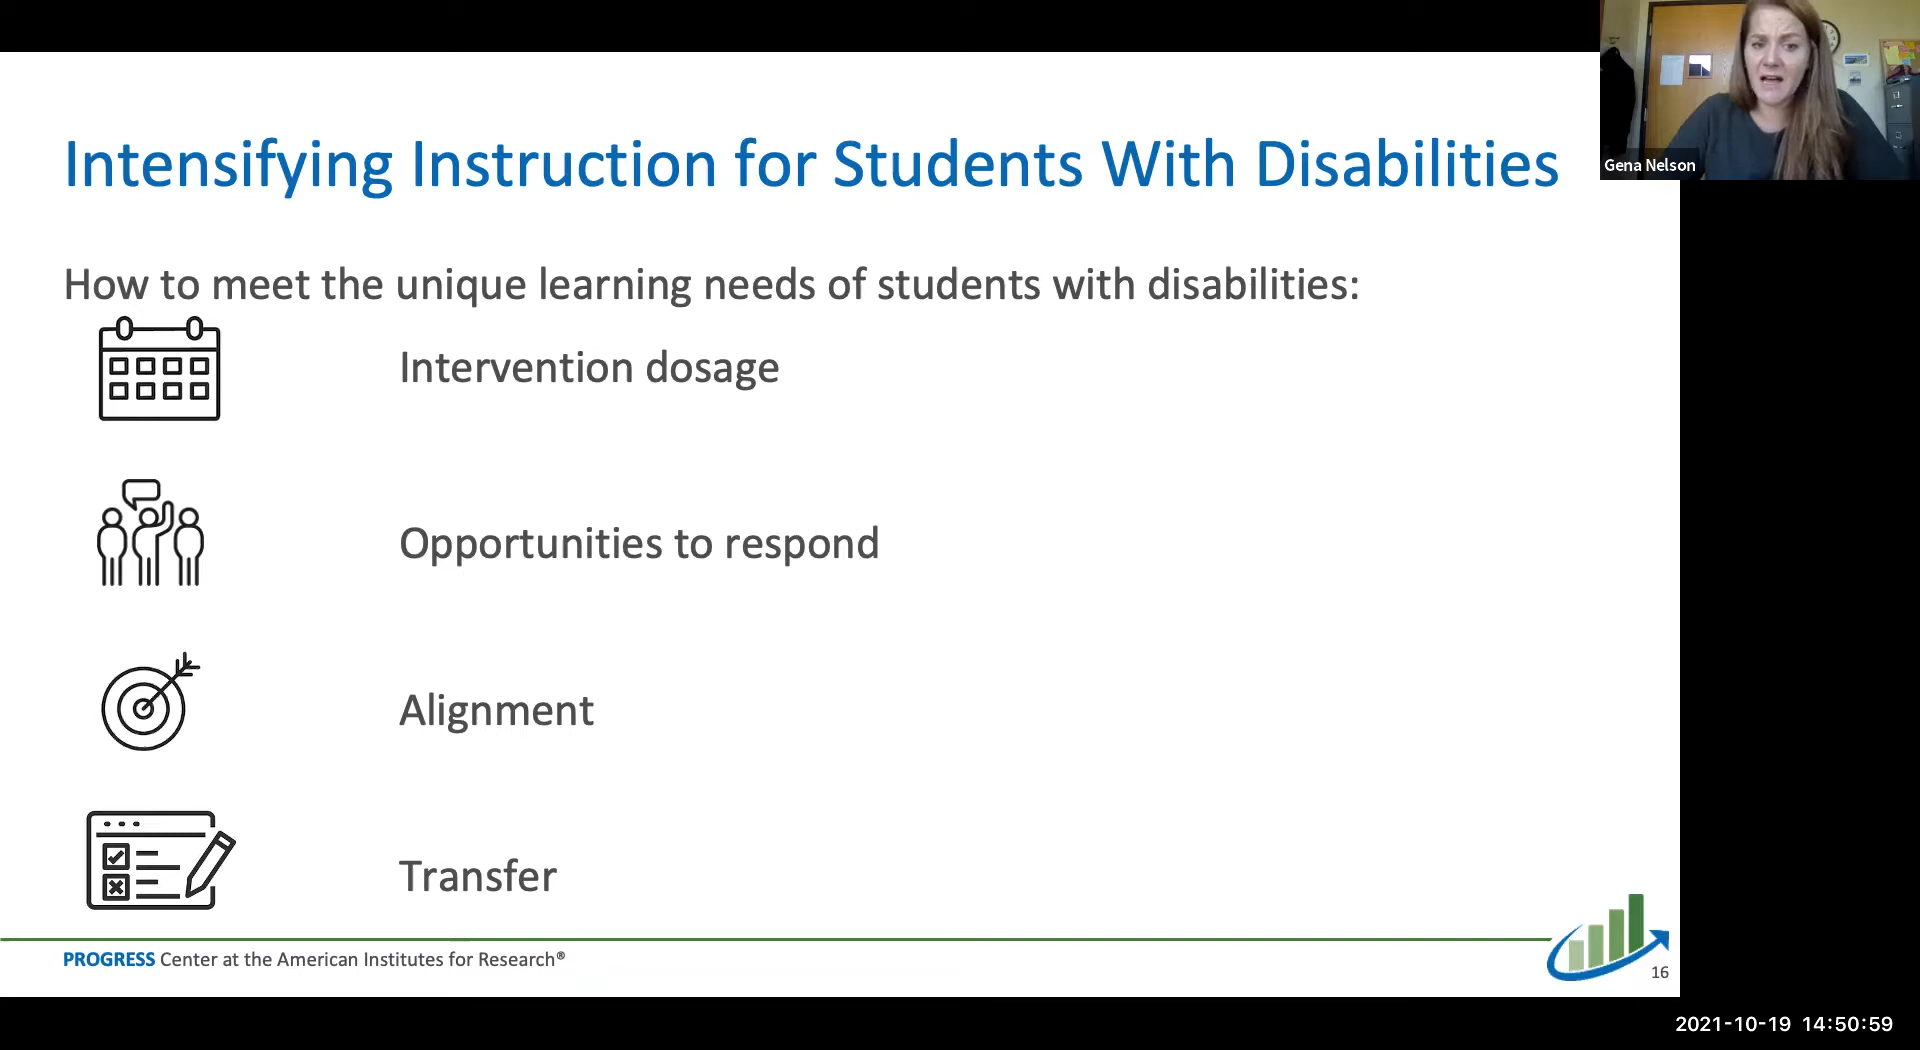 Intensifying Instruction for Students With Disabilities
Gena Nelson
How to meet the unique learning needs of students with disabilities:
Intervention dosage
Opportunities to respond
Alignment
Transfer
PROGRESS Center at the American Institutes for Research®
16
2021-10-19 14:50:59